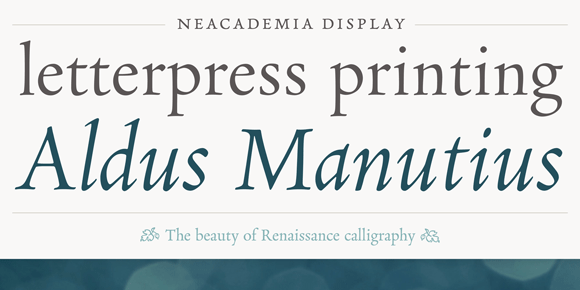 NEACADEMIA DISPLAY
letterpress printing
Aldus Manutius
The beauty of Renaissance calligraphy